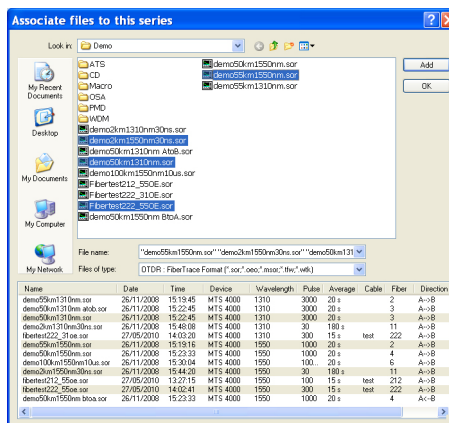 Associate files to this series
Look in: Demo
Add
OK
My Recent Documents
Desktop
My Documents
My Computer
My Network
ATS
CD
Macro
OSA
PMD
WDM
demo2km1310nm30ns.sor
demo2km1550nm30ns.sor
demo50km1310nm AtoB.sor
demo50km1310nm.sor
demo100km1550nm10us.sor
Fibertest212_55OE.sor
Fibertest222_31OE.sor
Fibertest222_55OE.sor
demo50km1550nm BtoA.sor
demo50km1550nm.sor
demo55km1550nm.sor
demo55km1310nm.sor
File name: "demo55km1550nm.sor" "demo2km1550nm30ns.sor" "demo50km131
Files of type: OTDR : FiberTrace Format (*.sor;*.oeo;*.msor;*.tfw;*.wtk)
Name Date Time Device Wavelength Pulse Average Cable Fiber Direction
demo55km1310nm.sor 26/11/2008 15:19:45 MTS 4000 1310 3000 20 s 2 A->B
demo50km1310nm atob.sor 26/11/2008 15:22:45 MTS 4000 1310 3000 20 s 3 A->B
demo50km1310nm.sor 26/11/2008 15:22:45 MTS 4000 1310 3000 20 s 3 A->B
demo2km1310nm30ns.sor 26/11/2008 15:48:08 MTS 4000 1310 30 180 s 11 A->B
fibertest222_31oe.sor 27/05/2010 14:03:20 MTS 4000 1310 300 15 s test 222 A->B
demo55km1550nm.sor 26/11/2008 15:19:16 MTS 4000 1550 1000 20 s 2 A->B
demo50km1550nm.sor 26/11/2008 15:23:33 MTS 4000 1550 1000 20 s 4 A->B
demo100km1550nm10us.sor 26/11/2008 15:30:04 MTS 4000 1550 100... 20 s 6 A->B
demo2km1550nm30ns.sor 26/11/2008 15:44:20 MTS 4000 1550 30 180 s 11 A->B
fibertest212_55oe.sor 27/05/2010 13:27:15 MTS 4000 1550 100 15 s test 212 A->B
fibertest222_55oe.sor 27/05/2010 14:02:41 MTS 4000 1550 300 15 s test 222 A->B
demo50km1550nm btoa.sor 26/11/2008 15:23:33 MTS 4000 1550 1000 20 s 4 A<-B